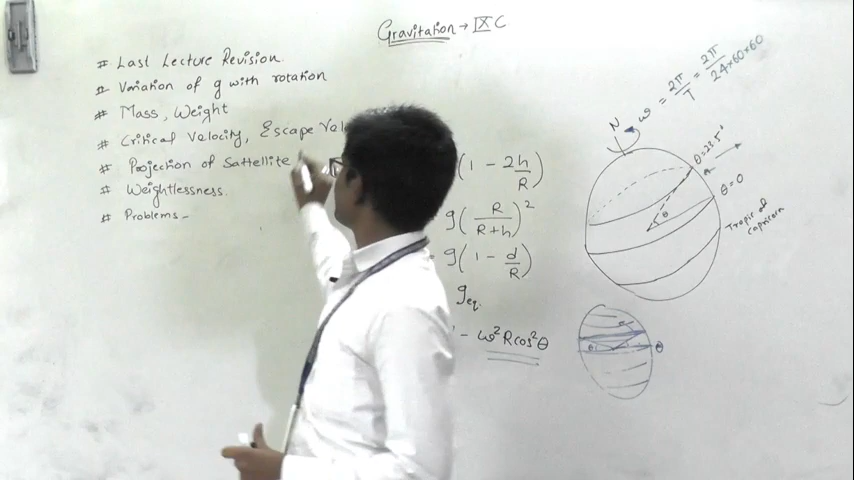 Gravitation → IX C
# Last Lecture Revision.
# Variation of g with rotation
# Mass, Weight
# Critical Velocity, Escape Vel
# Projection of Sattellite
# Weightlessness.
# Problems -
(1 - 2h/R)
g(R/R+h)²
g(1 - d/R)
g eq.
- ω²Rcos²θ
ω = 2π/T = 2π/24×60×60
N
θ=23.5°
θ=0
θ
Tropic of capricorn
θ
θ